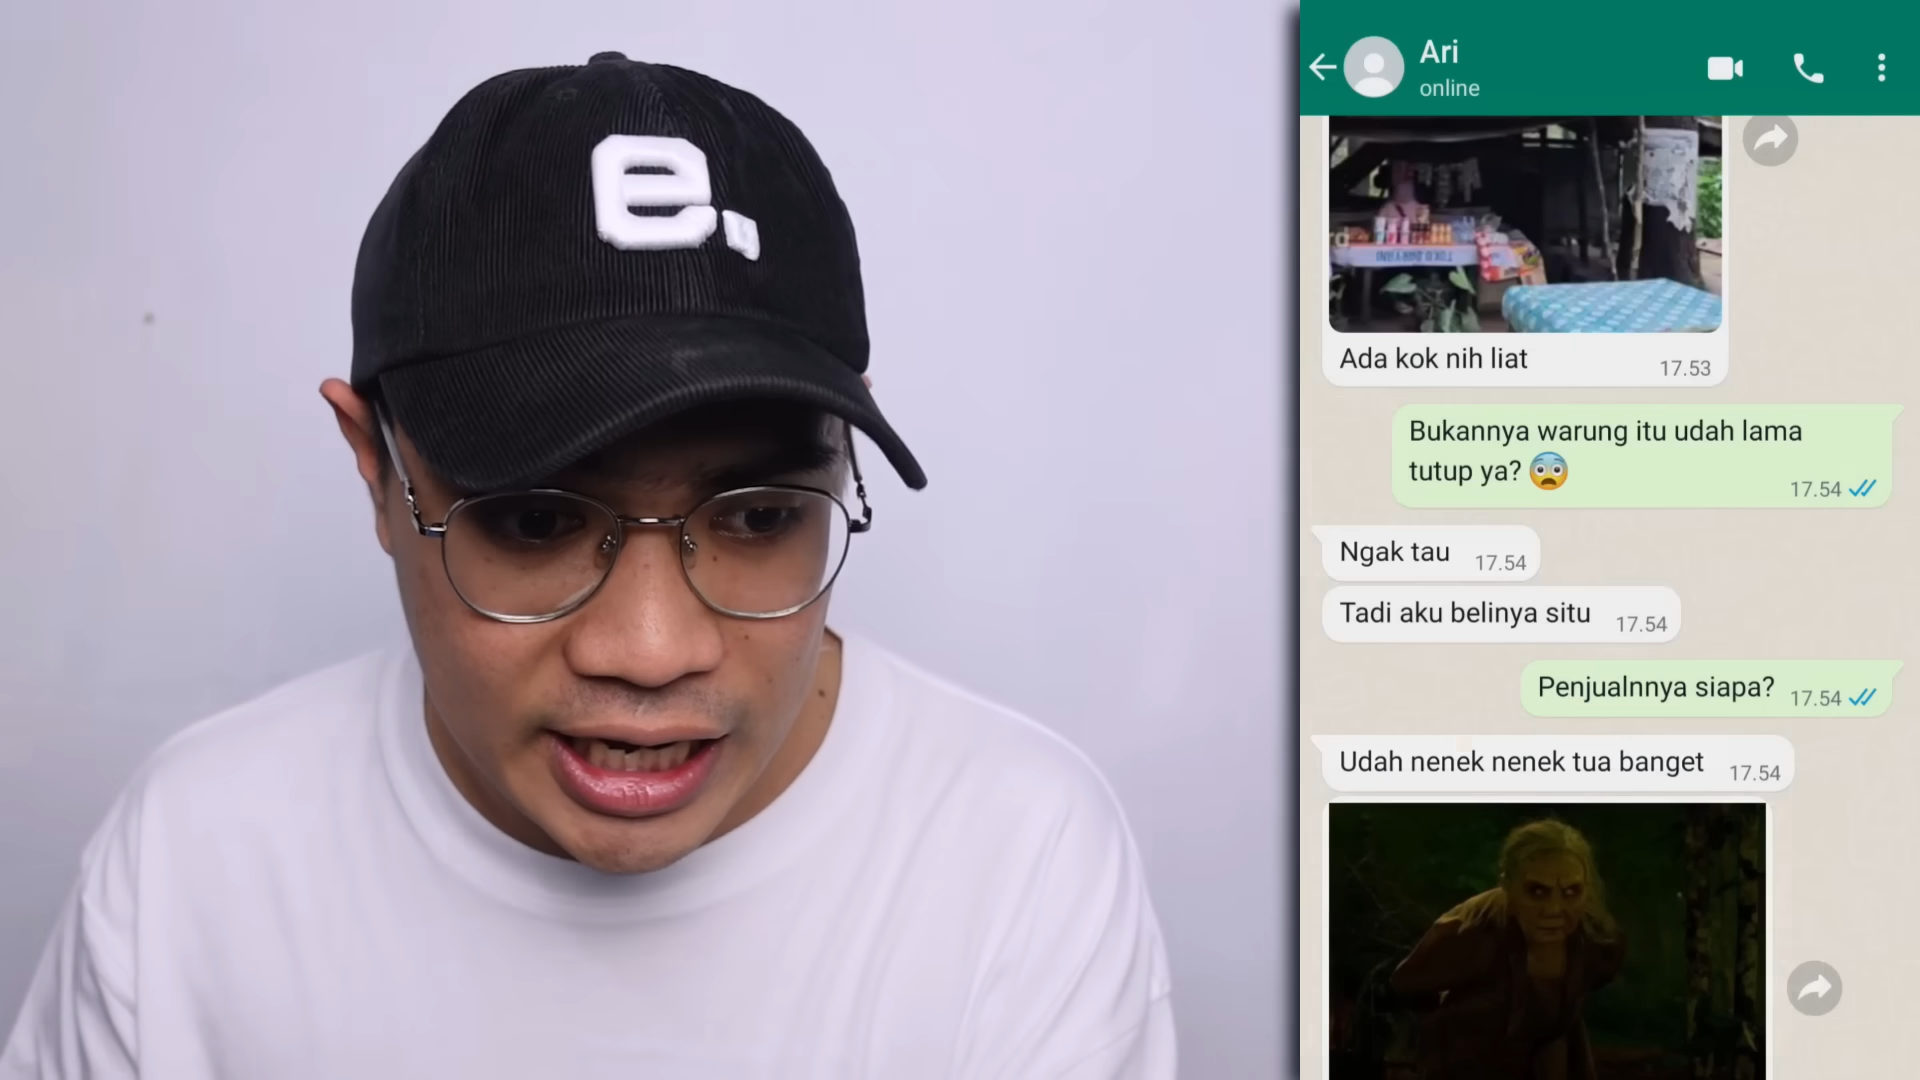 e,
Ari
online
Ada kok nih liat
17.53
Bukannya warung itu udah lama
tutup ya? 😨
17.54
Ngak tau
17.54
Tadi aku belinya situ
17.54
Penjualnnya siapa?
17.54
Udah nenek nenek tua banget
17.54